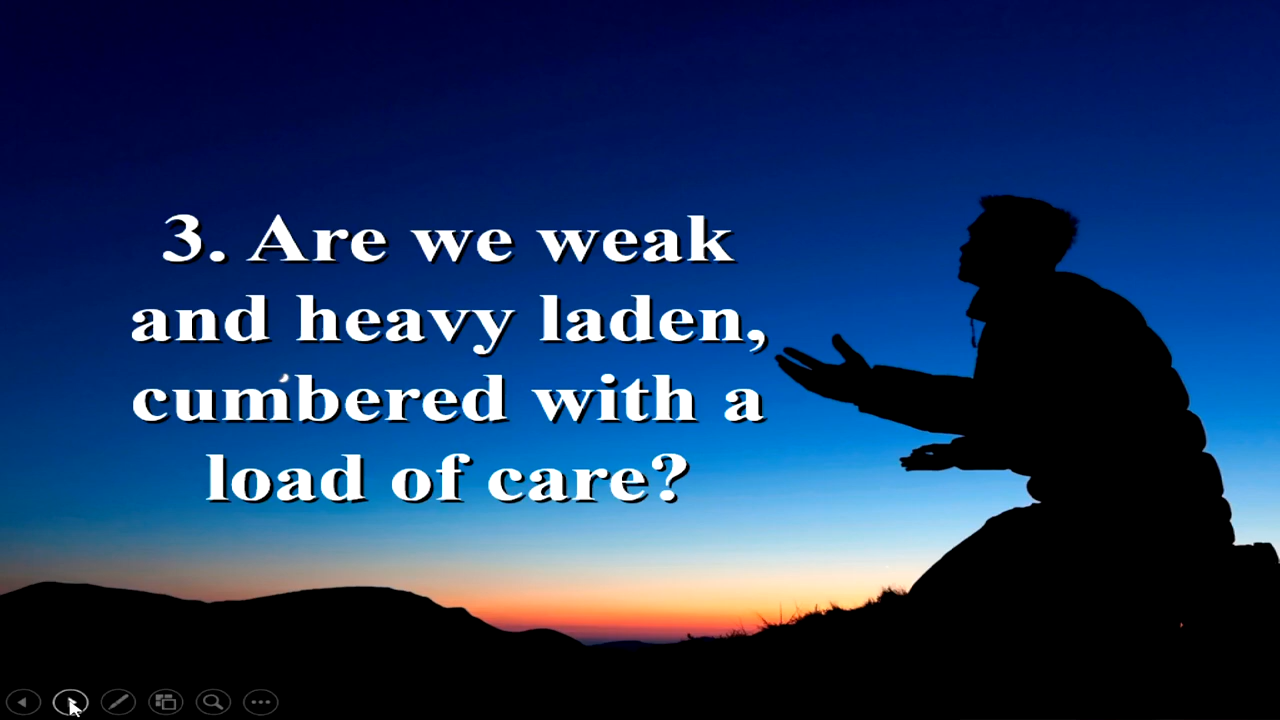 3. Are we weak
and heavy laden,
cumbered with a
load of care?